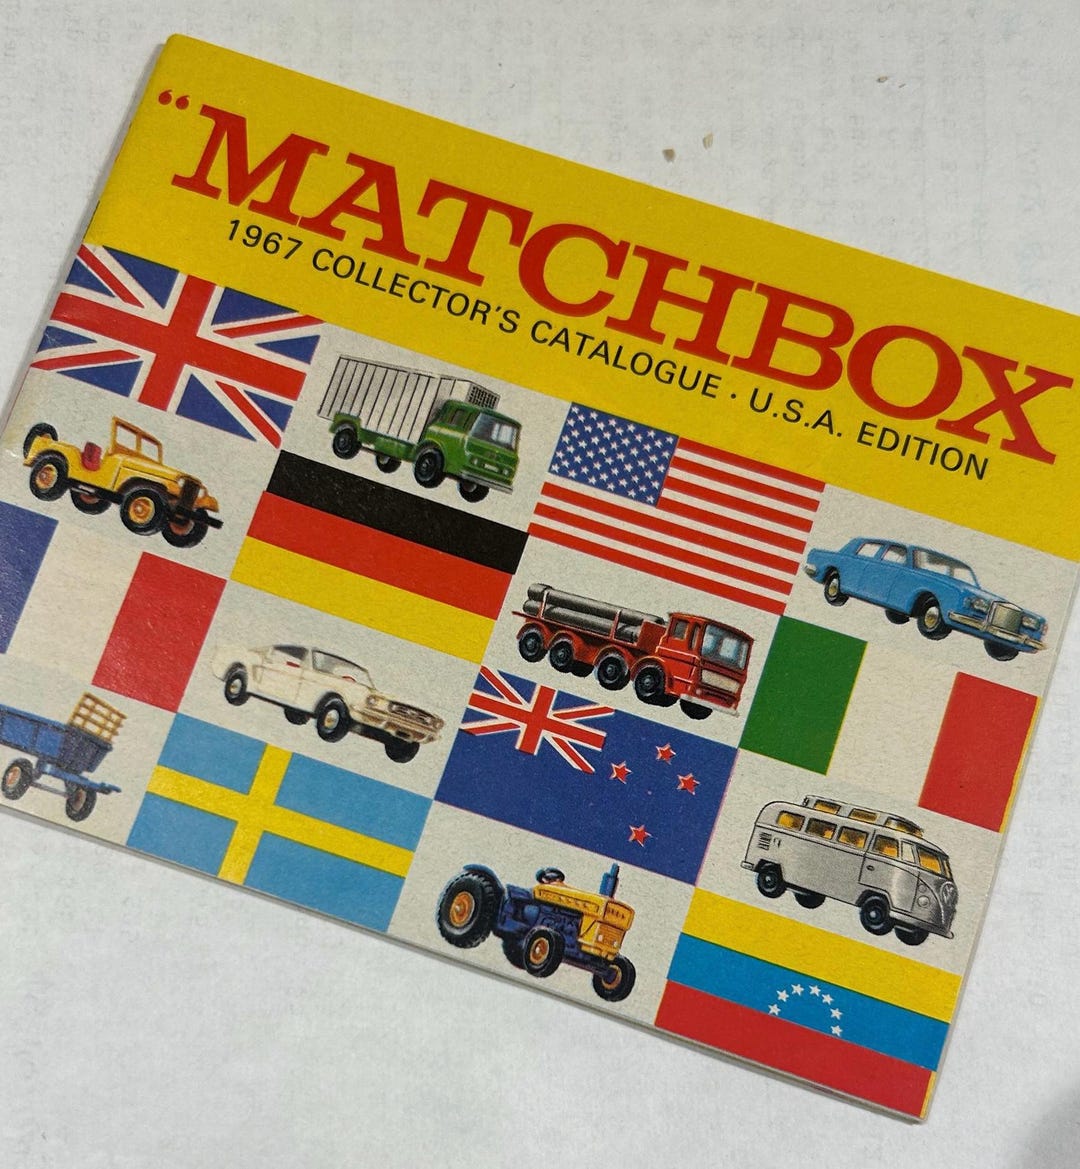 “MATCHBOX
1967 COLLECTOR'S CATALOGUE · U.S.A. EDITION